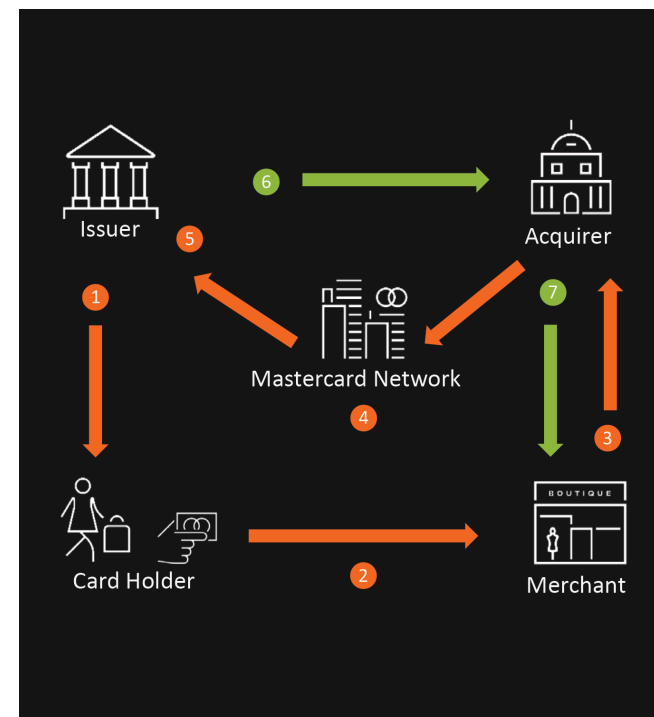 6
Issuer
5
Acquirer
1
7
Mastercard Network
4
3
BOUTIQUE
Card Holder
2
Merchant